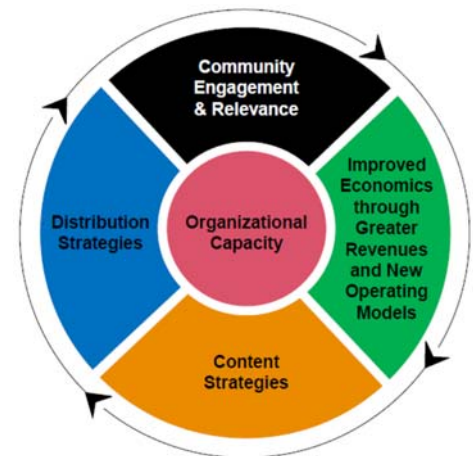 Community
Engagement
& Relevance
Improved
Economics
through
Greater
Revenues
and New
Operating
Models
Distribution
Strategies
Organizational
Capacity
Content
Strategies